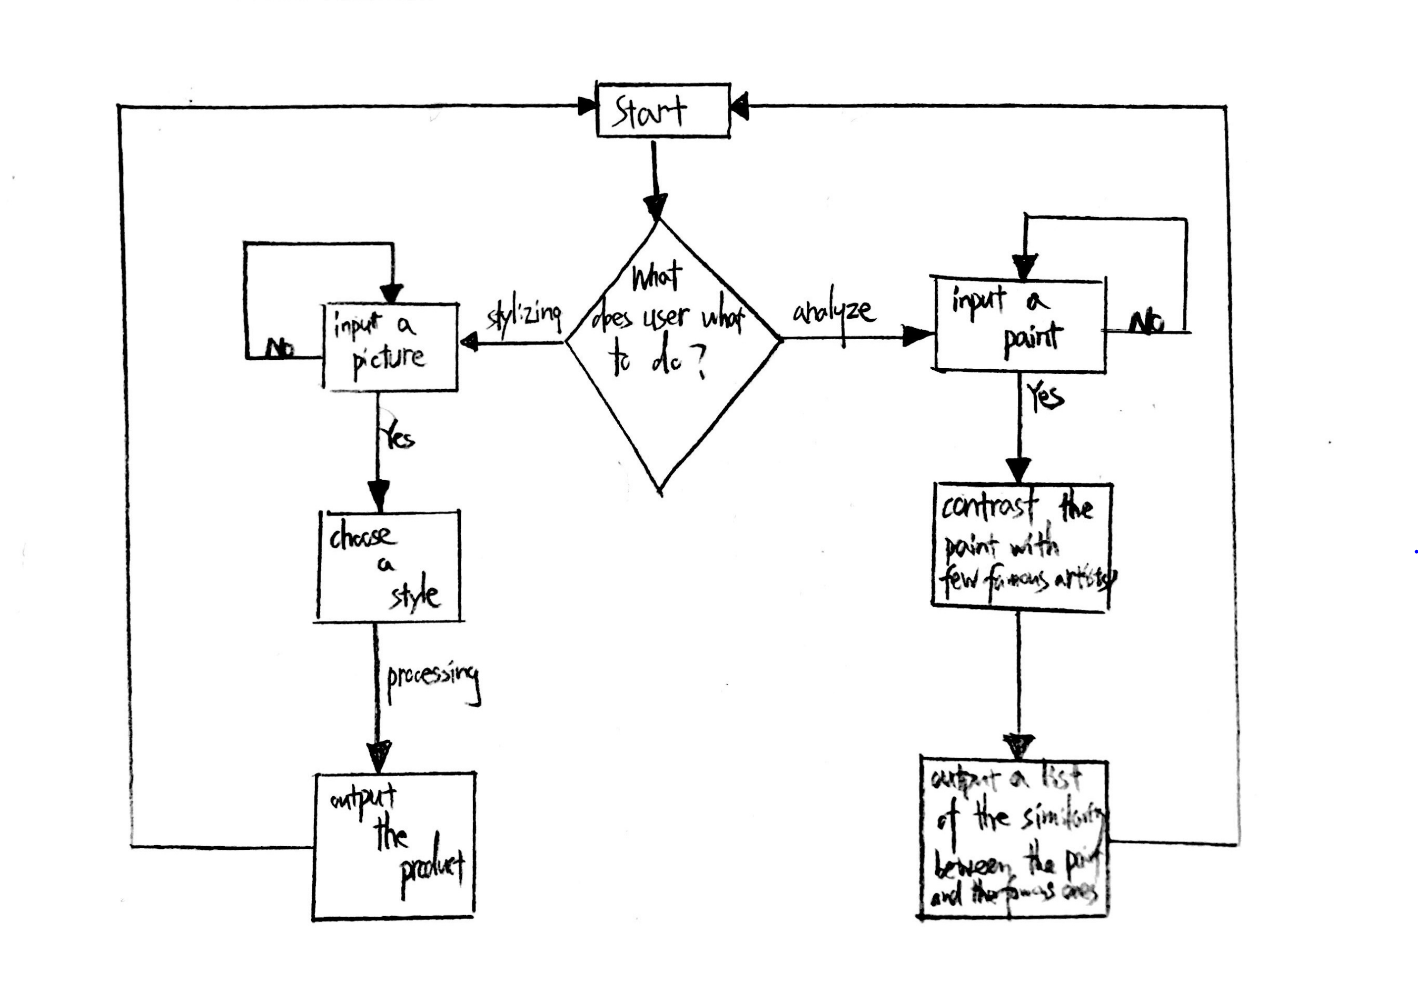 Start
What
does user what
to do?
stylizing
analyze
input a
picture
No
Yes
choose
a
style
processing
output
the
product
input a
paint
No
Yes
contrast the
paint with
few famous artists
output a list
of the similarity
between the paint
and the famous ones